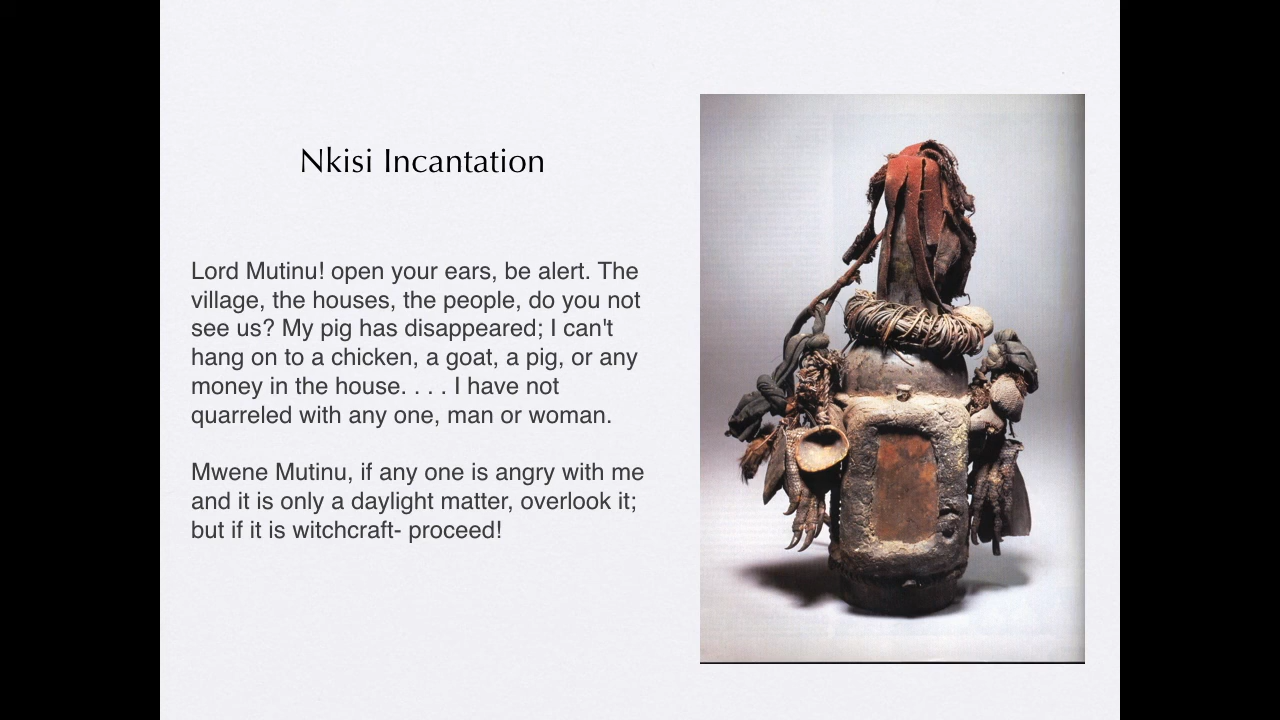 Nkisi Incantation
Lord Mutinu! open your ears, be alert. The
village, the houses, the people, do you not
see us? My pig has disappeared; I can't
hang on to a chicken, a goat, a pig, or any
money in the house. . . . I have not
quarreled with any one, man or woman.
Mwene Mutinu, if any one is angry with me
and it is only a daylight matter, overlook it;
but if it is witchcraft- proceed!